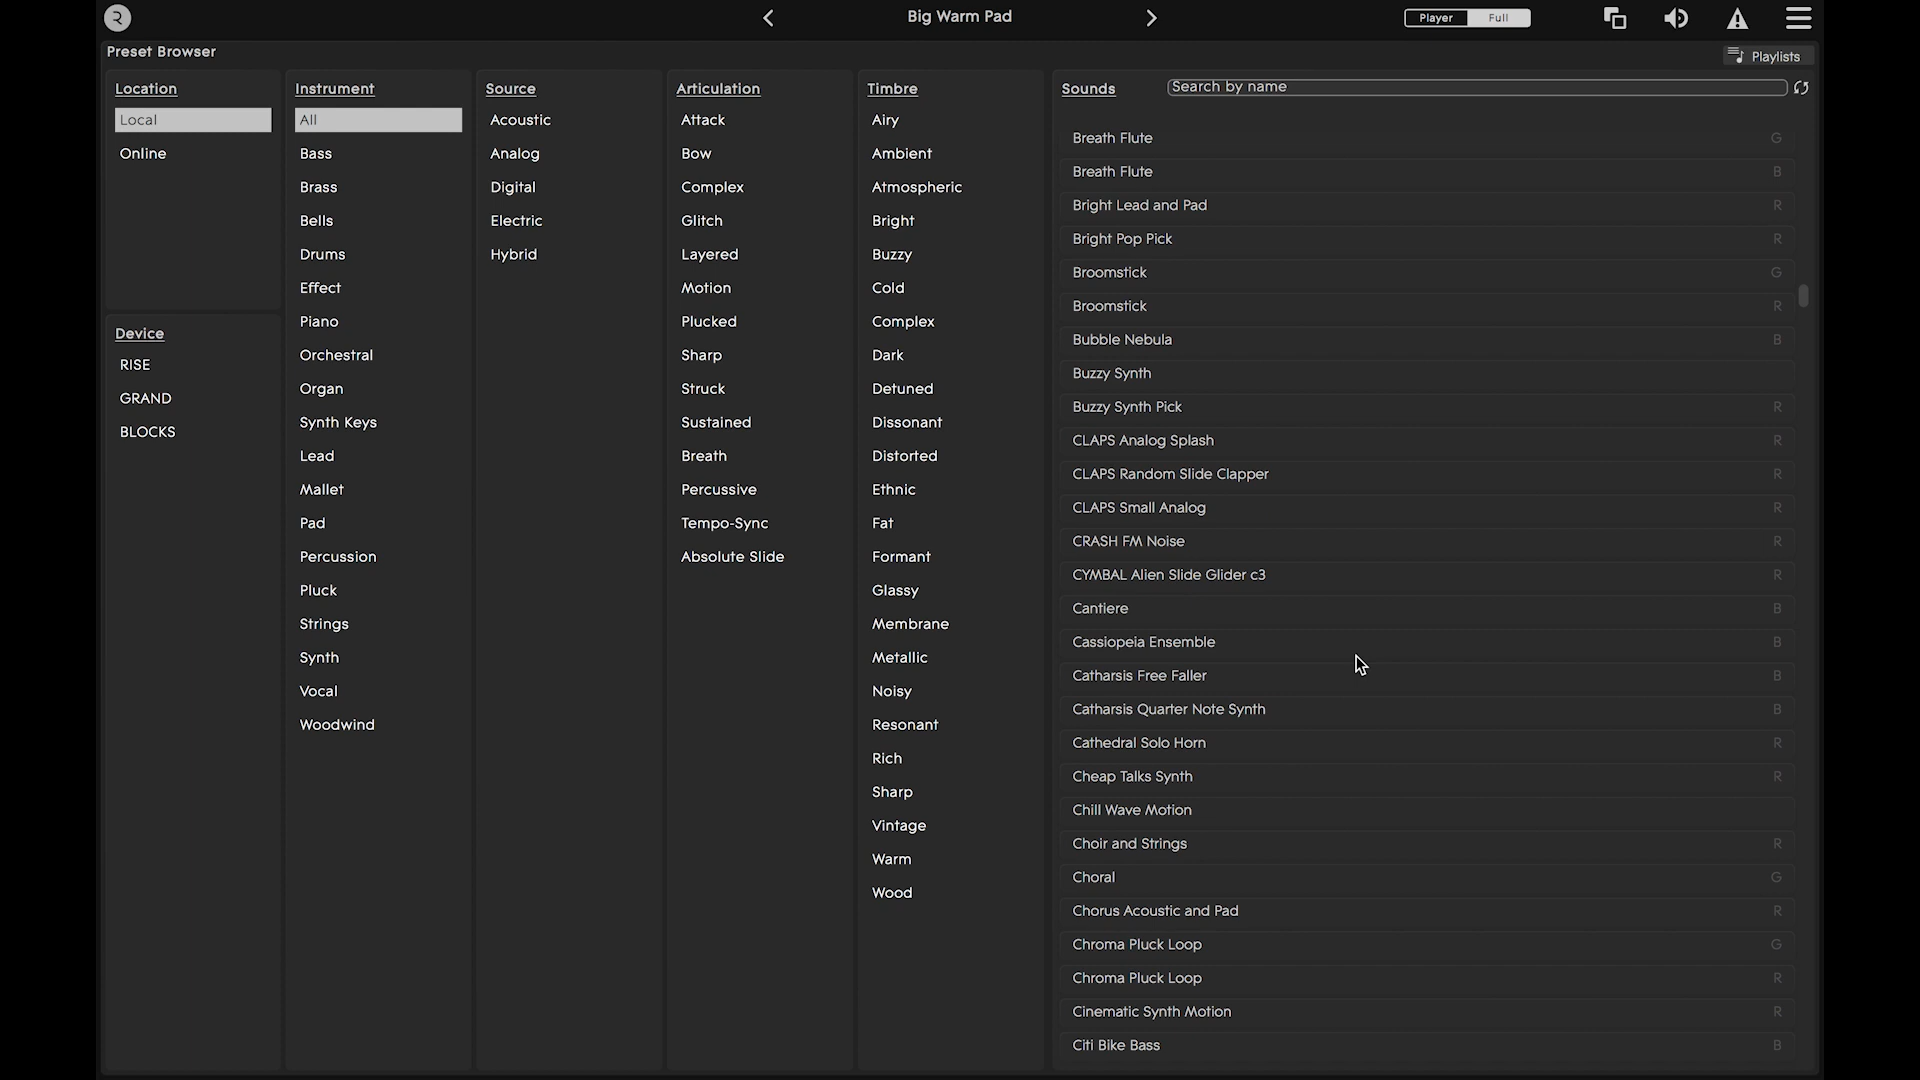 Big Warm Pad
Player Full
Preset Browser
Playlists
Location
Local
Online
Device
RISE
GRAND
BLOCKS
Instrument
All
Bass
Brass
Bells
Drums
Effect
Piano
Orchestral
Organ
Synth Keys
Lead
Mallet
Pad
Percussion
Pluck
Strings
Synth
Vocal
Woodwind
Source
Acoustic
Analog
Digital
Electric
Hybrid
Articulation
Attack
Bow
Complex
Glitch
Layered
Motion
Plucked
Sharp
Struck
Sustained
Breath
Percussive
Tempo-Sync
Absolute Slide
Timbre
Airy
Ambient
Atmospheric
Bright
Buzzy
Cold
Complex
Dark
Detuned
Dissonant
Distorted
Ethnic
Fat
Formant
Glassy
Membrane
Metallic
Noisy
Resonant
Rich
Sharp
Vintage
Warm
Wood
Sounds
Search by name
Breath Flute G
Breath Flute B
Bright Lead and Pad R
Bright Pop Pick R
Broomstick G
Broomstick R
Bubble Nebula B
Buzzy Synth
Buzzy Synth Pick R
CLAPS Analog Splash R
CLAPS Random Slide Clapper R
CLAPS Small Analog R
CRASH FM Noise R
CYMBAL Alien Slide Glider c3 R
Cantiere B
Cassiopeia Ensemble B
Catharsis Free Faller B
Catharsis Quarter Note Synth B
Cathedral Solo Horn R
Cheap Talks Synth R
Chill Wave Motion
Choir and Strings R
Choral G
Chorus Acoustic and Pad R
Chroma Pluck Loop G
Chroma Pluck Loop R
Cinematic Synth Motion R
Citi Bike Bass B